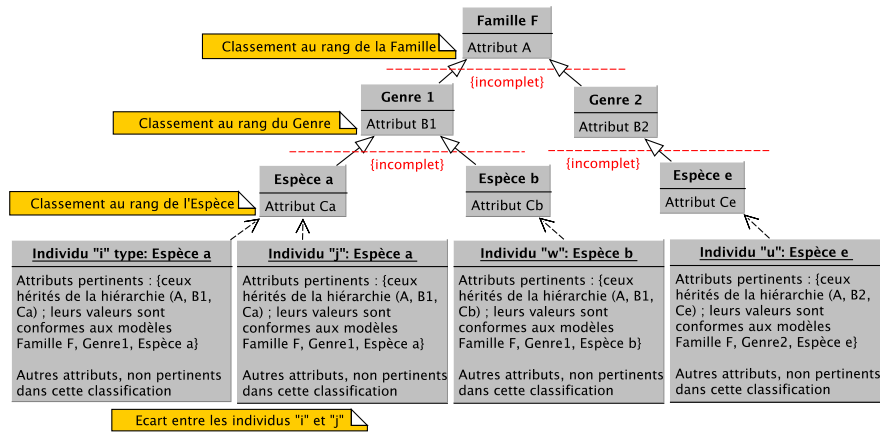 Famille F
Attribut A
Classement au rang de la Famille
{incomplet}
Genre 1
Attribut B1
Genre 2
Attribut B2
Classement au rang du Genre
{incomplet}
{incomplet}
Espèce a
Attribut Ca
Espèce b
Attribut Cb
Espèce e
Attribut Ce
Classement au rang de l'Espèce
Individu "i" type: Espèce a
Attributs pertinents : {ceux
hérités de la hiérarchie (A, B1,
Ca) ; leurs valeurs sont
conformes aux modèles
Famille F, Genre1, Espèce a}
Autres attributs, non pertinents
dans cette classification
Individu "j": Espèce a
Attributs pertinents : {ceux
hérités de la hiérarchie (A, B1,
Ca) ; leurs valeurs sont
conformes aux modèles
Famille F, Genre1, Espèce a}
Autres attributs, non pertinents
dans cette classification
Individu "w": Espèce b
Attributs pertinents : {ceux
hérités de la hiérarchie (A, B1,
Cb) ; leurs valeurs sont
conformes aux modèles
Famille F, Genre1, Espèce b}
Autres attributs, non pertinents
dans cette classification
Individu "u": Espèce e
Attributs pertinents : {ceux
hérités de la hiérarchie (A, B2,
Ce) ; leurs valeurs sont
conformes aux modèles
Famille F, Genre2, Espèce e}
Autres attributs, non pertinents
dans cette classification
Ecart entre les individus "i" et "j"